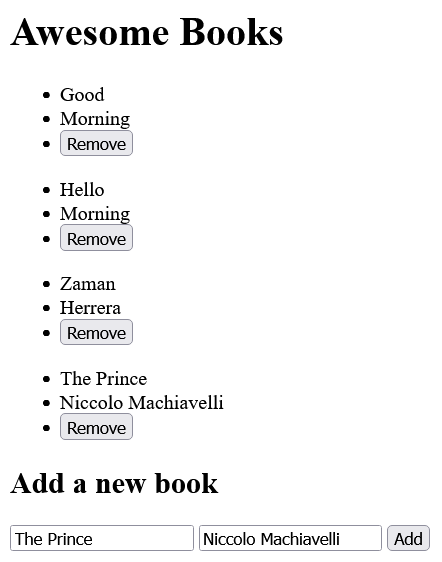 Awesome Books
Good
Morning
Remove
Hello
Morning
Remove
Zaman
Herrera
Remove
The Prince
Niccolo Machiavelli
Remove
Add a new book
The Prince Niccolo Machiavelli Add